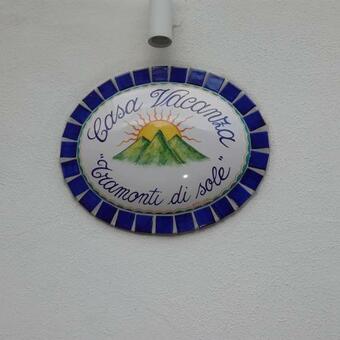 Casa Vacanza
"Tramonti di sole"